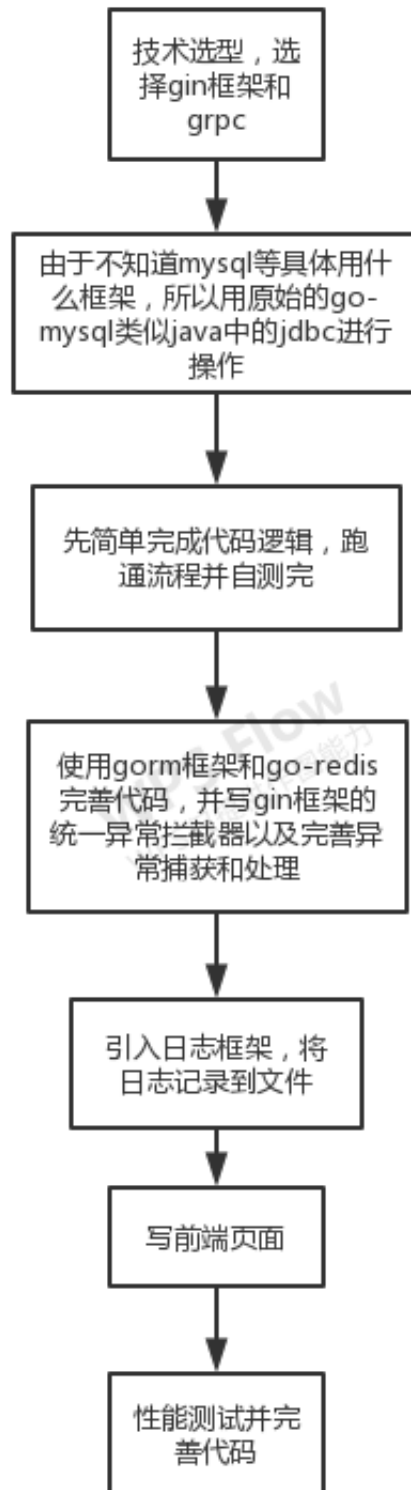 技术选型，选
择gin框架和
grpc
由于不知道mysql等具体用什
么框架，所以用原始的go-
mysql类似java中的jdbc进行
操作
先简单完成代码逻辑，跑
通流程并自测完
使用gorm框架和go-redis
完善代码，并写gin框架的
统一异常拦截器以及完善异
常捕获和处理
引入日志框架，将
日志记录到文件
写前端页面
性能测试并完
善代码